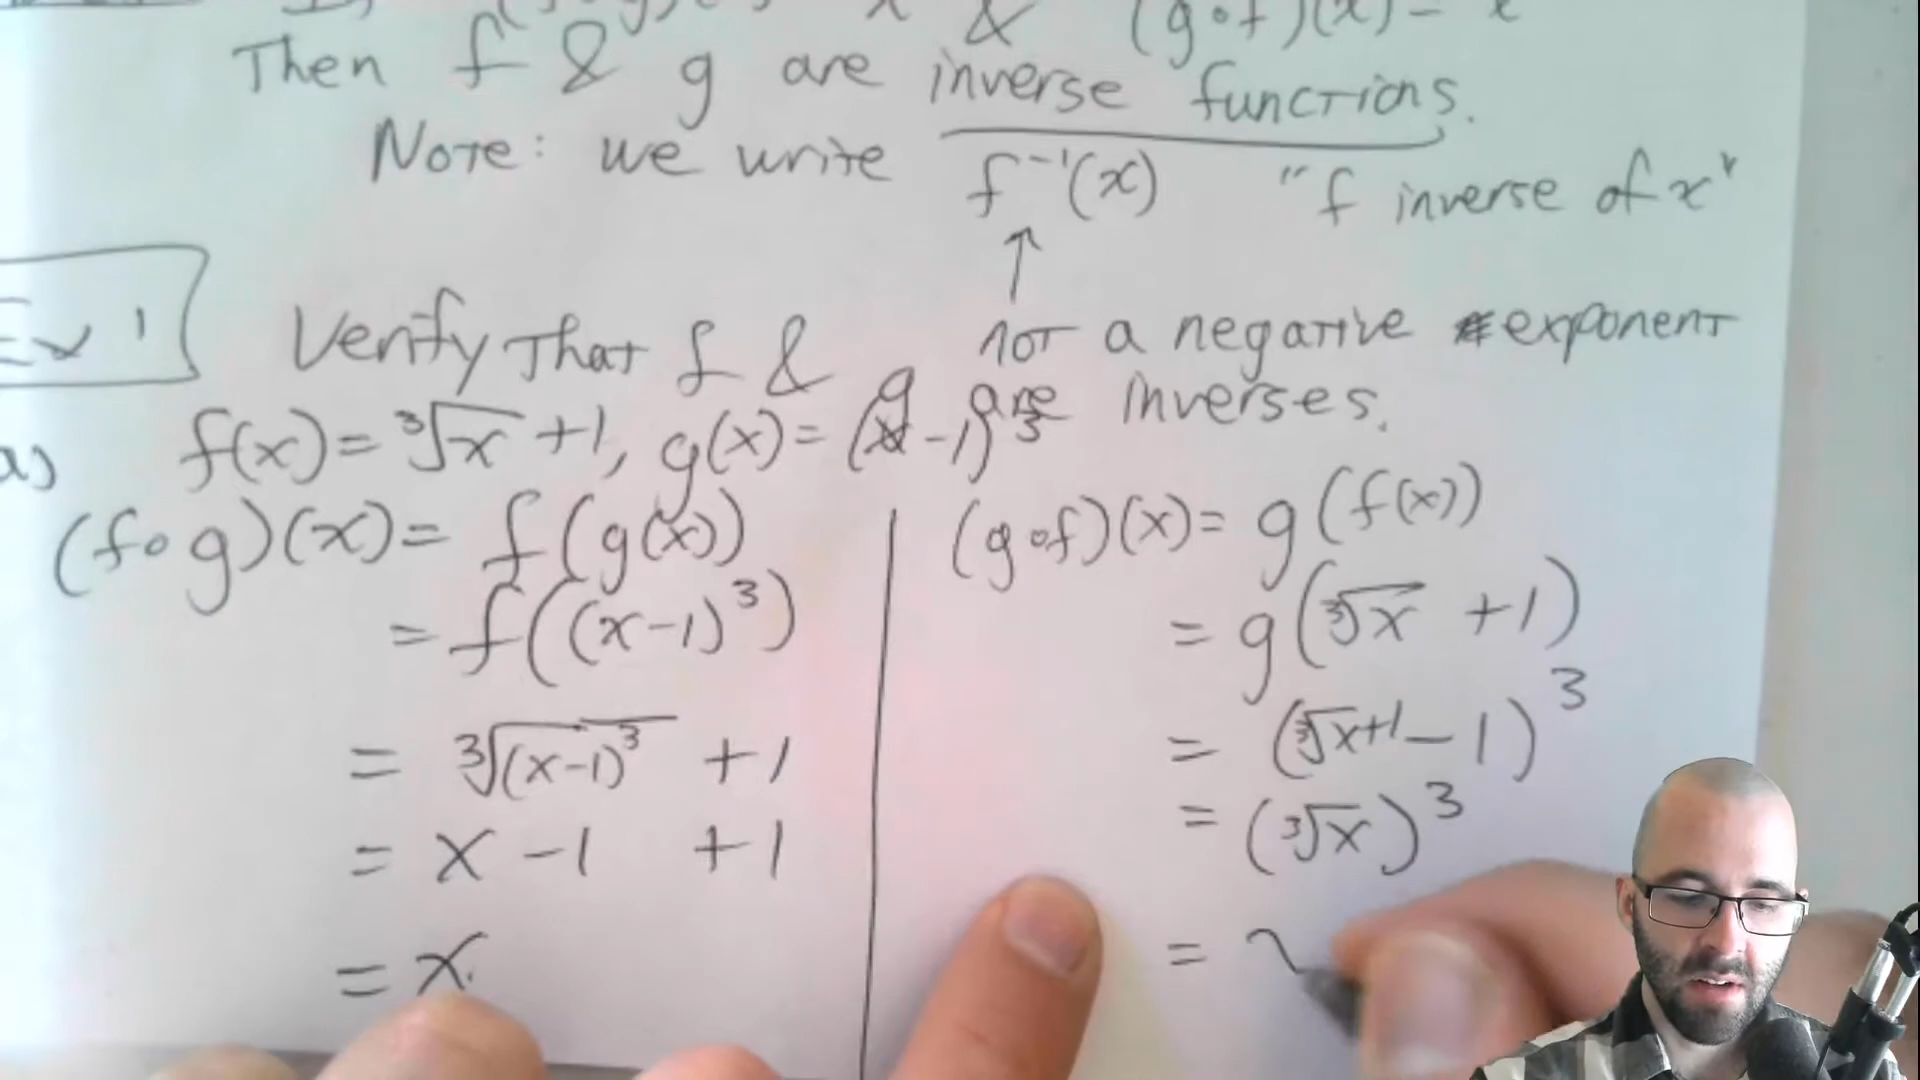 (g∘f)(x) = x
Then f & g are inverse functions.
Note: we write f⁻¹(x) "f inverse of x"
↑
not a negative exponent
Ex 1 Verify that f & g are inverses.
a) f(x) = ∛x + 1, g(x) = (x - 1)³
(f∘g)(x) = f(g(x))
= f((x-1)³)
= ∛(x-1)³ + 1
= x - 1 + 1
= x.
(g∘f)(x) = g(f(x))
= g(∛x + 1)
= (∛x + 1 - 1)³
= (∛x)³
=